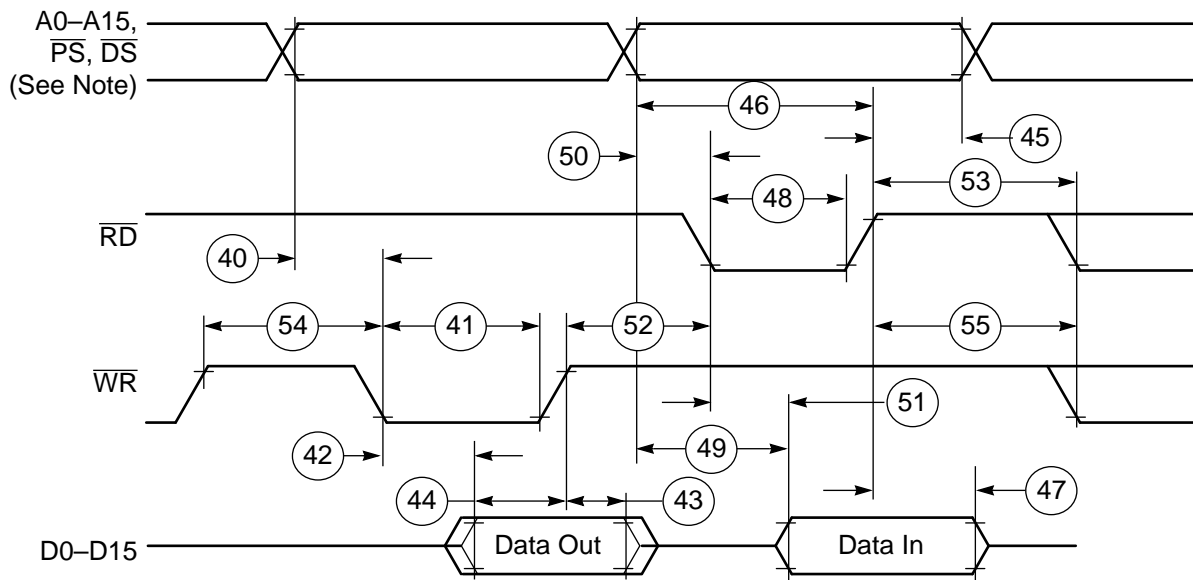 A0–A15,
PS, DS
(See Note)
46
45
50
48
53
RD
40
54
41
52
55
WR
51
42
49
44
43
47
D0–D15
Data Out
Data In